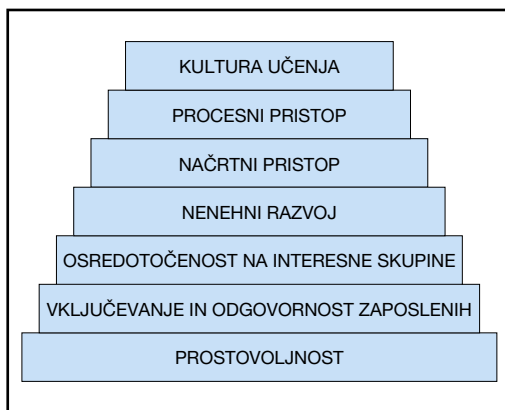 KULTURA UČENJA
PROCESNI PRISTOP
NAČRTNI PRISTOP
NENEHNI RAZVOJ
OSREDOTOČENOST NA INTERESNE SKUPINE
VKLJUČEVANJE IN ODGOVORNOST ZAPOSLENIH
PROSTOVOLJNOST